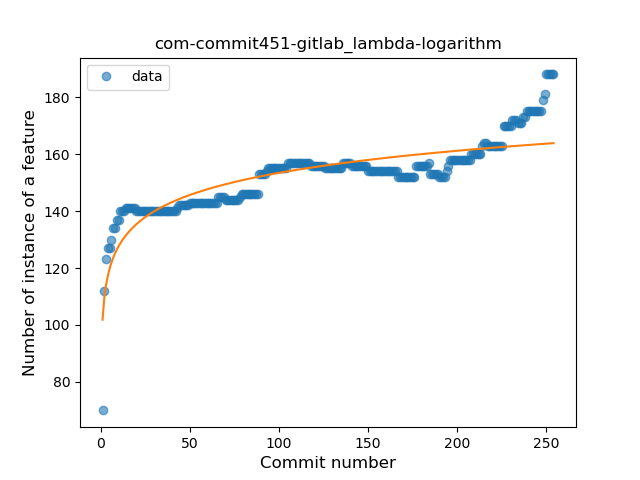 com-commit451-gitlab_lambda-logarithm
data
Number of instance of a feature
180
160
140
120
100
80
0 50 100 150 200 250
Commit number